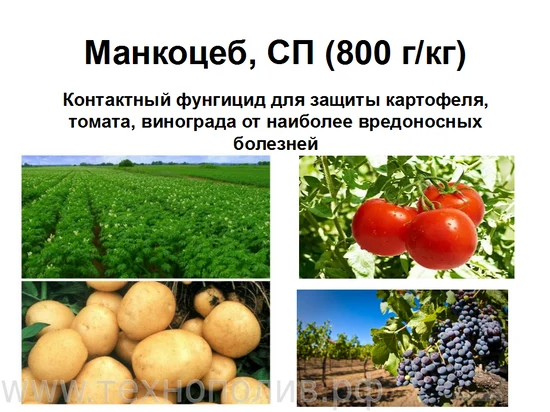 Манкоцеб, СП (800 г/кг)
Контактный фунгицид для защиты картофеля,
томата, винограда от наиболее вредоносных
болезней
www.технополив.рф